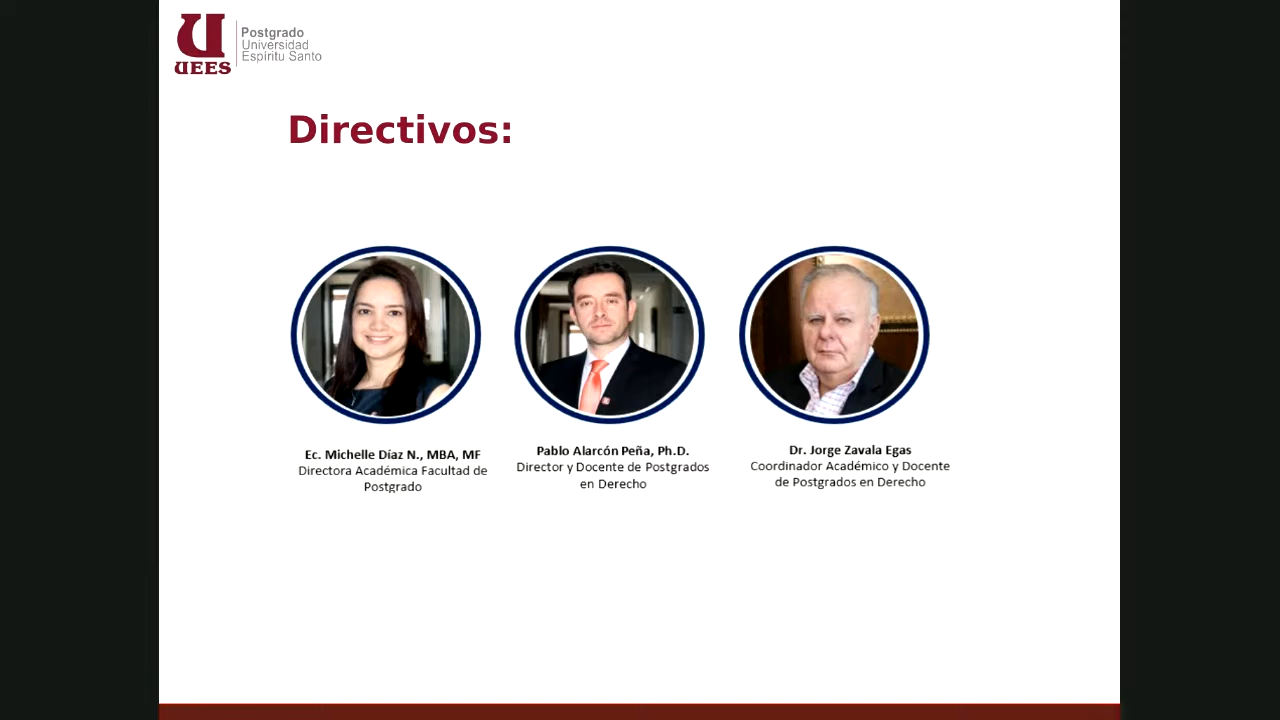 Postgrado
Universidad
Espíritu Santo
UEES
Directivos:
Ec. Michelle Díaz N., MBA, MF
Directora Académica Facultad de
Postgrado
Pablo Alarcón Peña, Ph.D.
Director y Docente de Postgrados
en Derecho
Dr. Jorge Zavala Egas
Coordinador Académico y Docente
de Postgrados en Derecho